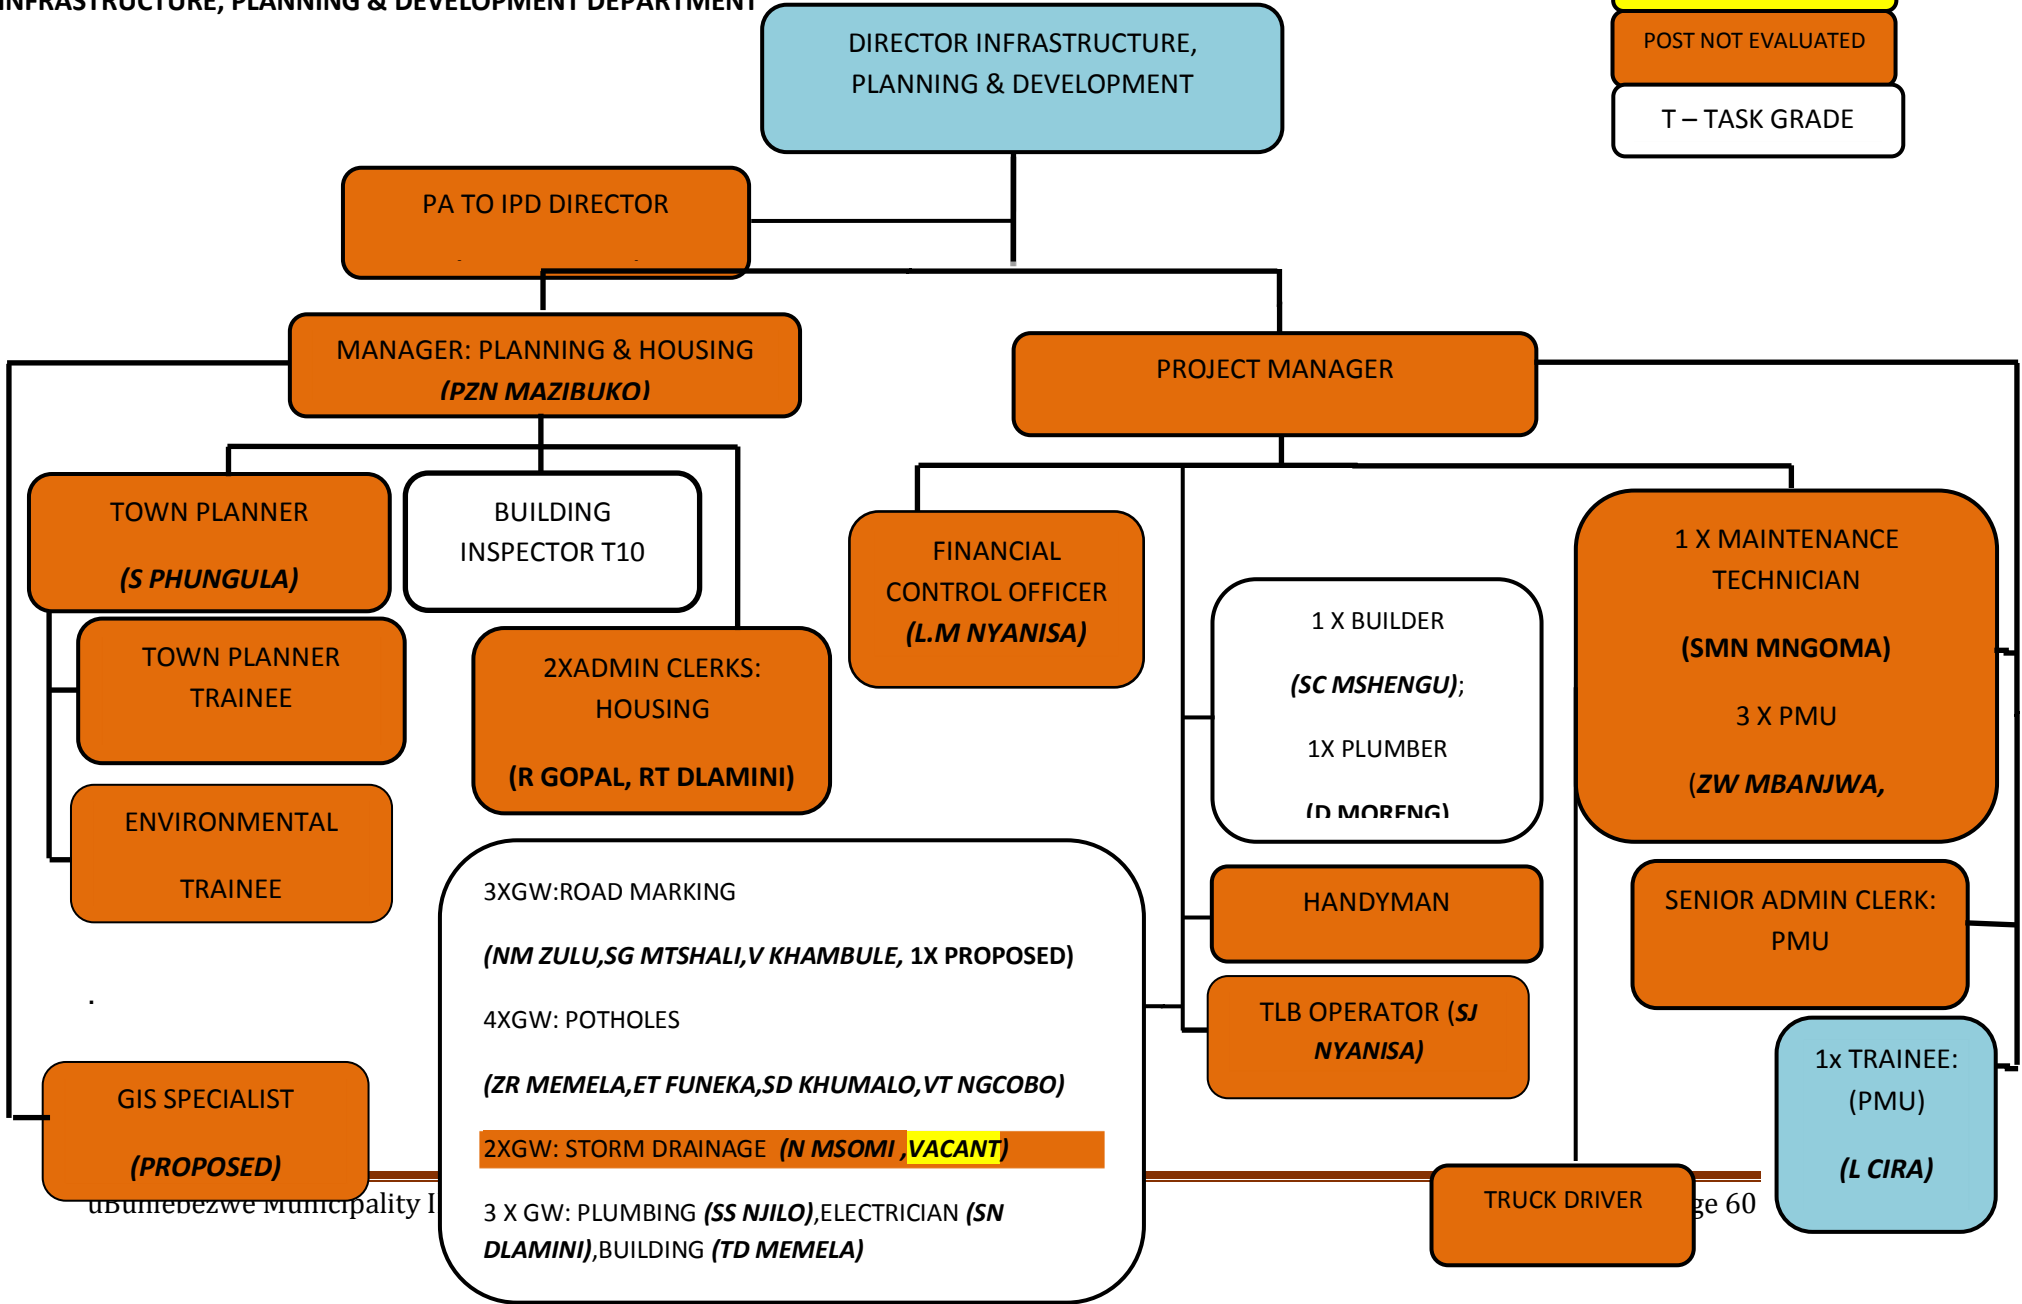 INFRASTRUCTURE, PLANNING & DEVELOPMENT DEPARTMENT
POST NOT EVALUATED
T – TASK GRADE
DIRECTOR INFRASTRUCTURE,
PLANNING & DEVELOPMENT
PA TO IPD DIRECTOR
MANAGER: PLANNING & HOUSING
(PZN MAZIBUKO)
PROJECT MANAGER
TOWN PLANNER
(S PHUNGULA)
BUILDING
INSPECTOR T10
TOWN PLANNER
TRAINEE
2XADMIN CLERKS:
HOUSING
(R GOPAL, RT DLAMINI)
ENVIRONMENTAL
TRAINEE
GIS SPECIALIST
(PROPOSED)
FINANCIAL
CONTROL OFFICER
(L.M NYANISA)
1 X BUILDER
(SC MSHENGU);
1X PLUMBER
(D MORENG)
1 X MAINTENANCE
TECHNICIAN
(SMN MNGOMA)
3 X PMU
(ZW MBANJWA,
HANDYMAN
SENIOR ADMIN CLERK:
PMU
TLB OPERATOR (SJ
NYANISA)
1x TRAINEE:
(PMU)
(L CIRA)
3XGW:ROAD MARKING
(NM ZULU,SG MTSHALI,V KHAMBULE, 1X PROPOSED)
.
4XGW: POTHOLES
(ZR MEMELA,ET FUNEKA,SD KHUMALO,VT NGCOBO)
2XGW: STORM DRAINAGE (N MSOMI ,VACANT)
3 X GW: PLUMBING (SS NJILO),ELECTRICIAN (SN
DLAMINI),BUILDING (TD MEMELA)
TRUCK DRIVER
uBuhlebezwe Municipality I
ge 60